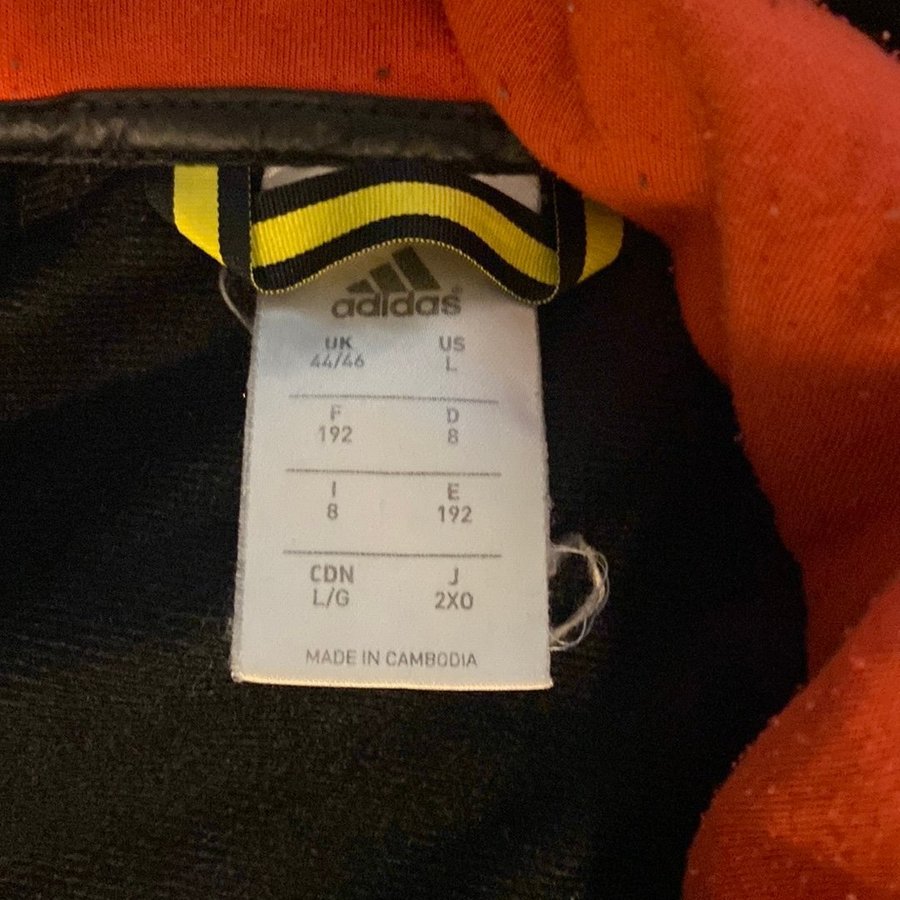 adidas
UK US
44/46 L
F D
192 8
I E
8 192
CDN J
L/G 2XO
MADE IN CAMBODIA